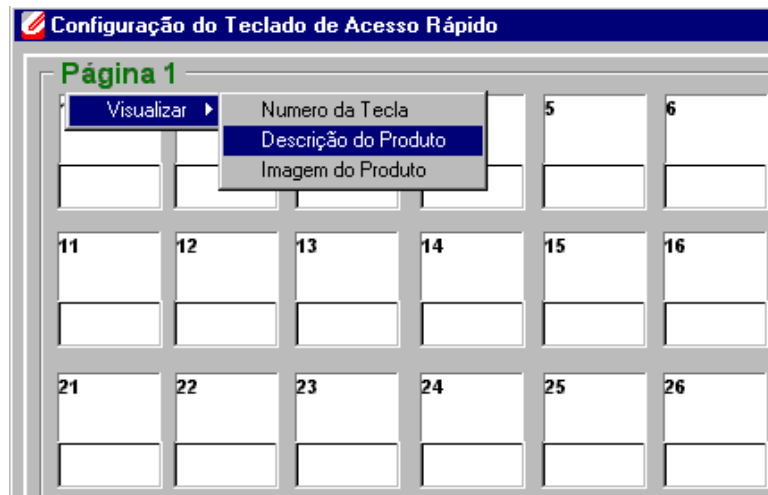 Configuração do Teclado de Acesso Rápido
Página 1
Visualizar
Numero da Tecla
Descrição do Produto
Imagem do Produto
5 6
11 12 13 14 15 16
21 22 23 24 25 26